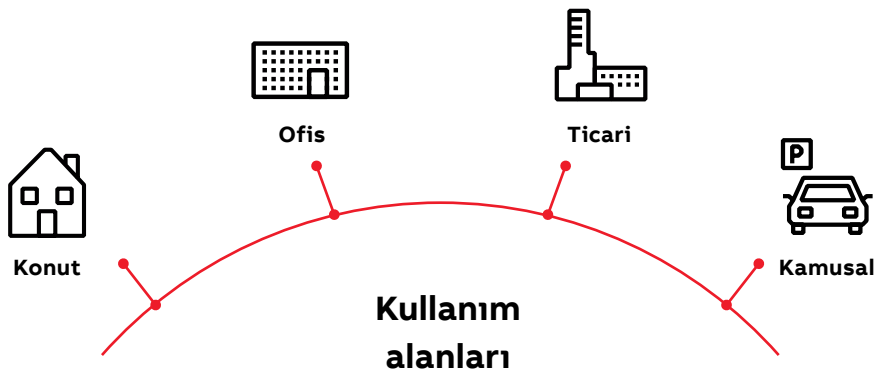 Ofis
Ticari
P
Konut
Kamusal
Kullanım
alanları